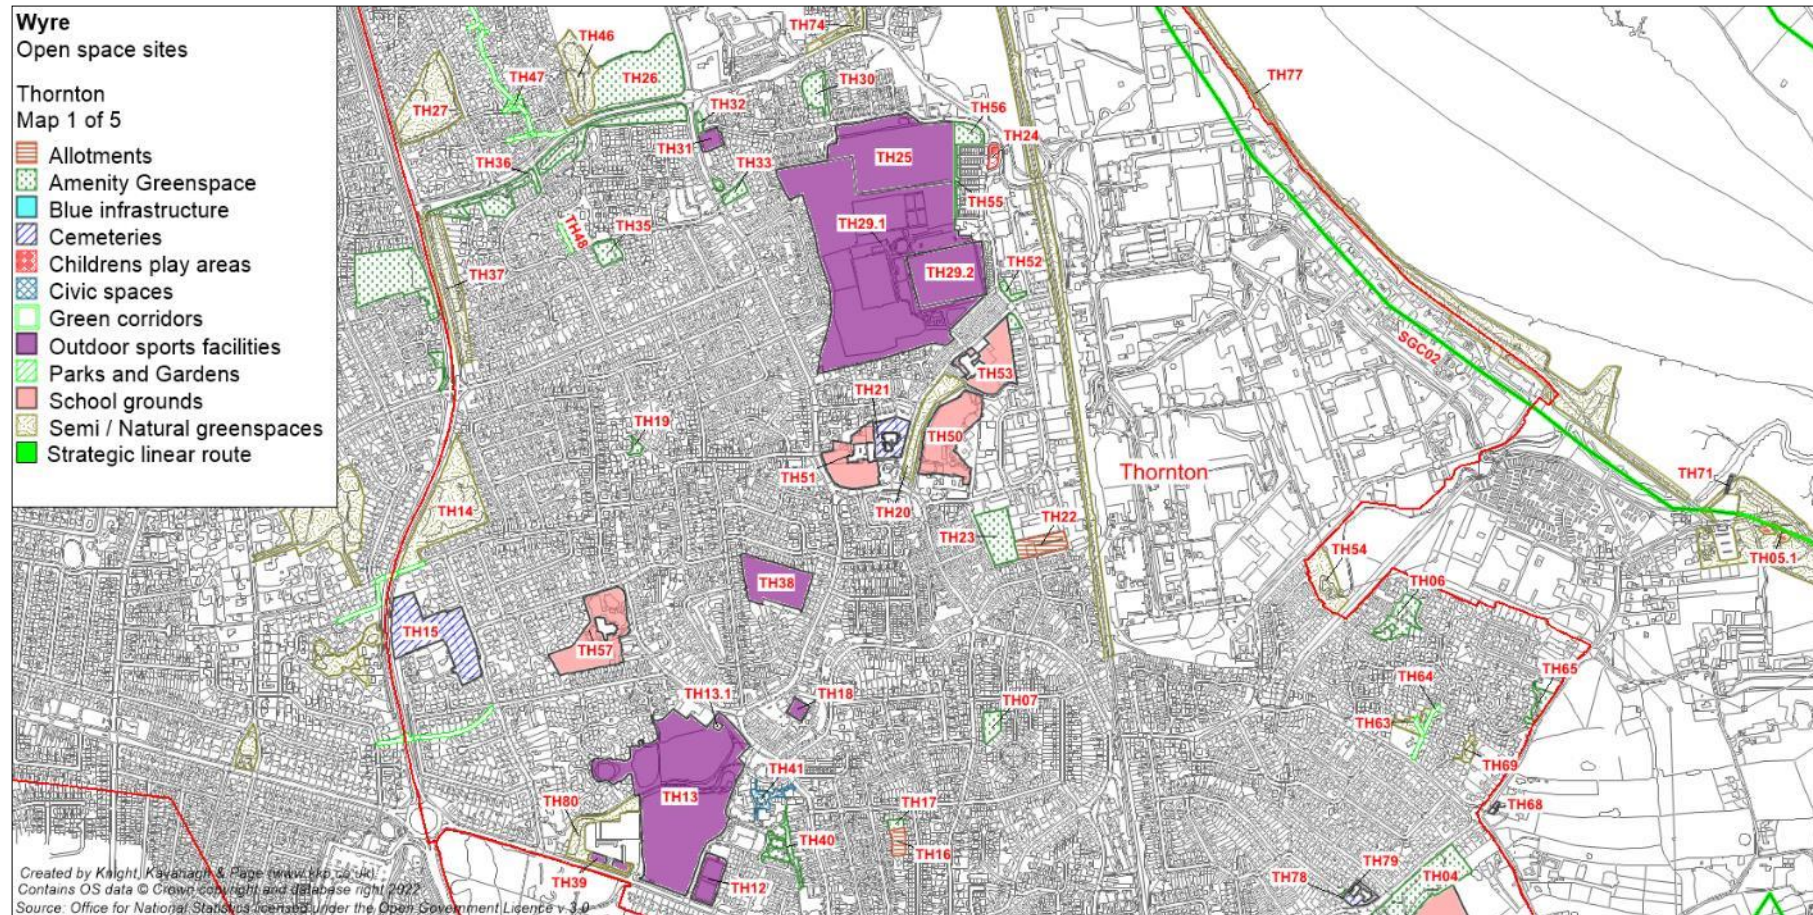 Wyre
Open space sites
Thornton
Map 1 of 5
Allotments
Amenity Greenspace
Blue infrastructure
Cemeteries
Childrens play areas
Civic spaces
Green corridors
Outdoor sports facilities
Parks and Gardens
School grounds
Semi / Natural greenspaces
Strategic linear route
TH74
TH46
TH26
TH47
TH27
TH30
TH77
TH32
TH56
TH24
TH31
TH25
TH36
TH33
TH55
TH48
TH35
TH29.1
TH29.2
TH52
TH37
SGC02
TH53
TH21
TH19
TH50
TH51
Thornton
TH71
TH14
TH20
TH23
TH22
TH54
TH05.1
TH38
TH06
TH15
TH57
TH65
TH64
TH13.1
TH18
TH07
TH63
TH69
TH41
TH80
TH13
TH17
TH68
TH40
TH16
TH79
TH39
TH12
TH78
TH04
Created by Knight, Kavanagh & Page (www.kkp.co.uk)
Contains OS data © Crown copyright and database right 2022
Source: Office for National Statistics licensed under the Open Government Licence v.3.0